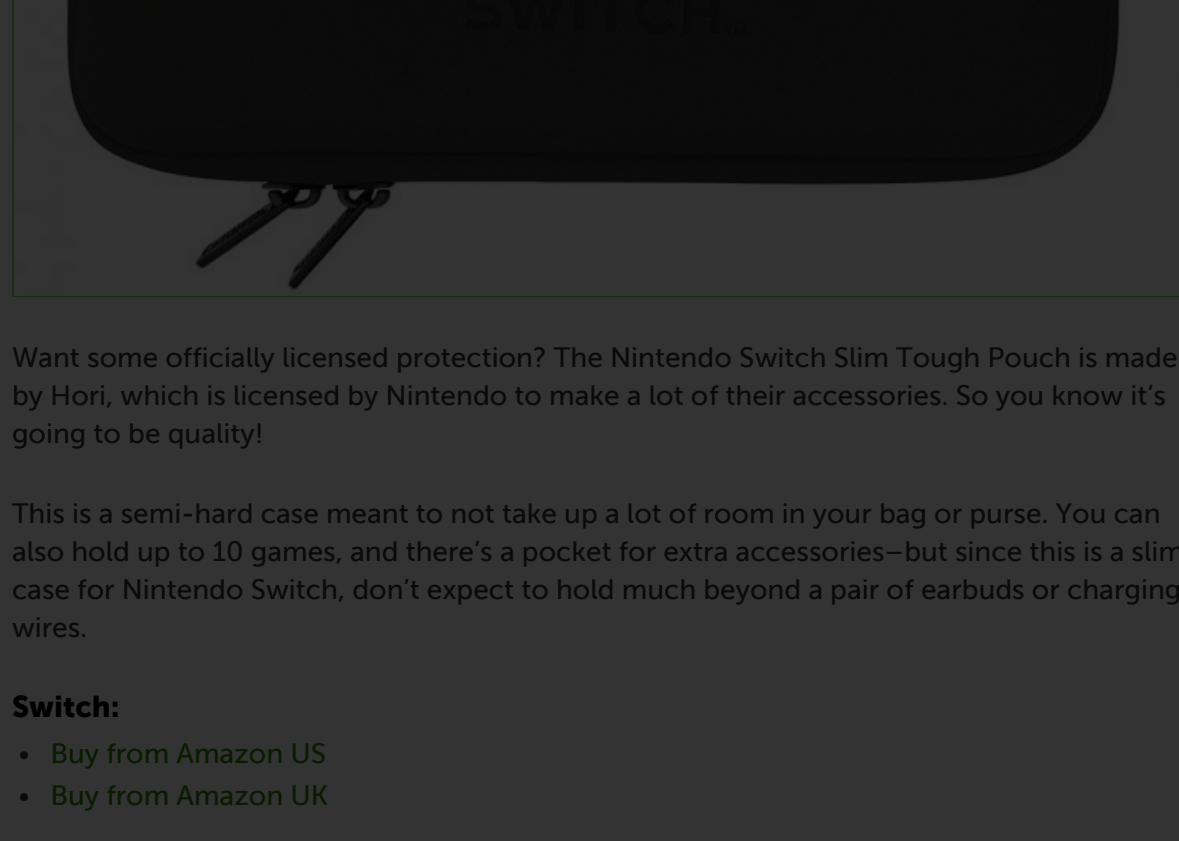 SWITCH
Want some officially licensed protection? The Nintendo Switch Slim Tough Pouch is made
by Hori, which is licensed by Nintendo to make a lot of their accessories. So you know it’s
going to be quality!
This is a semi-hard case meant to not take up a lot of room in your bag or purse. You can
also hold up to 10 games, and there’s a pocket for extra accessories–but since this is a slim
case for Nintendo Switch, don’t expect to hold much beyond a pair of earbuds or charging
wires.
Switch:
• Buy from Amazon US
• Buy from Amazon UK